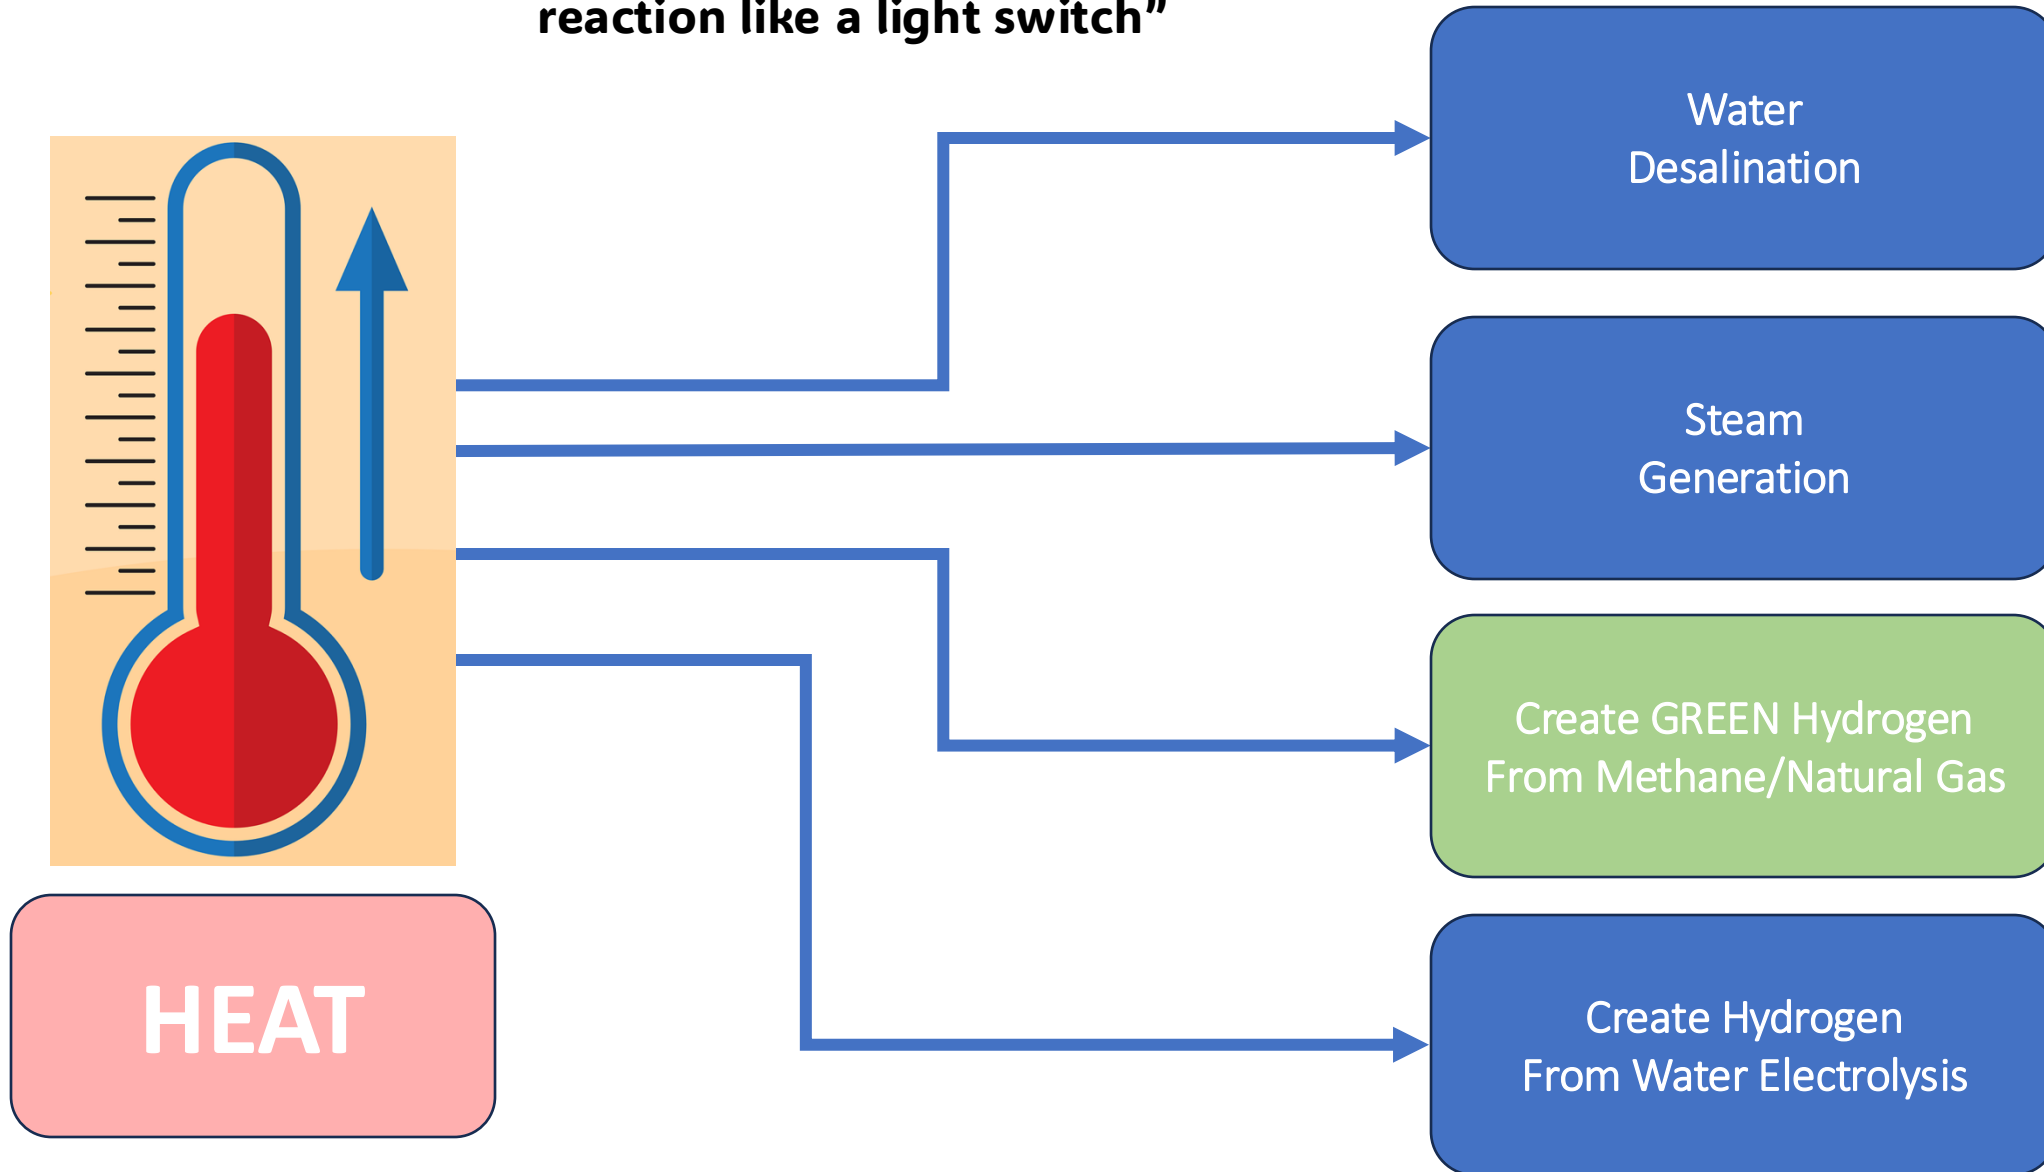 reaction like a light switch”
Water
Desalination
Steam
Generation
Create GREEN Hydrogen
From Methane/Natural Gas
HEAT
Create Hydrogen
From Water Electrolysis